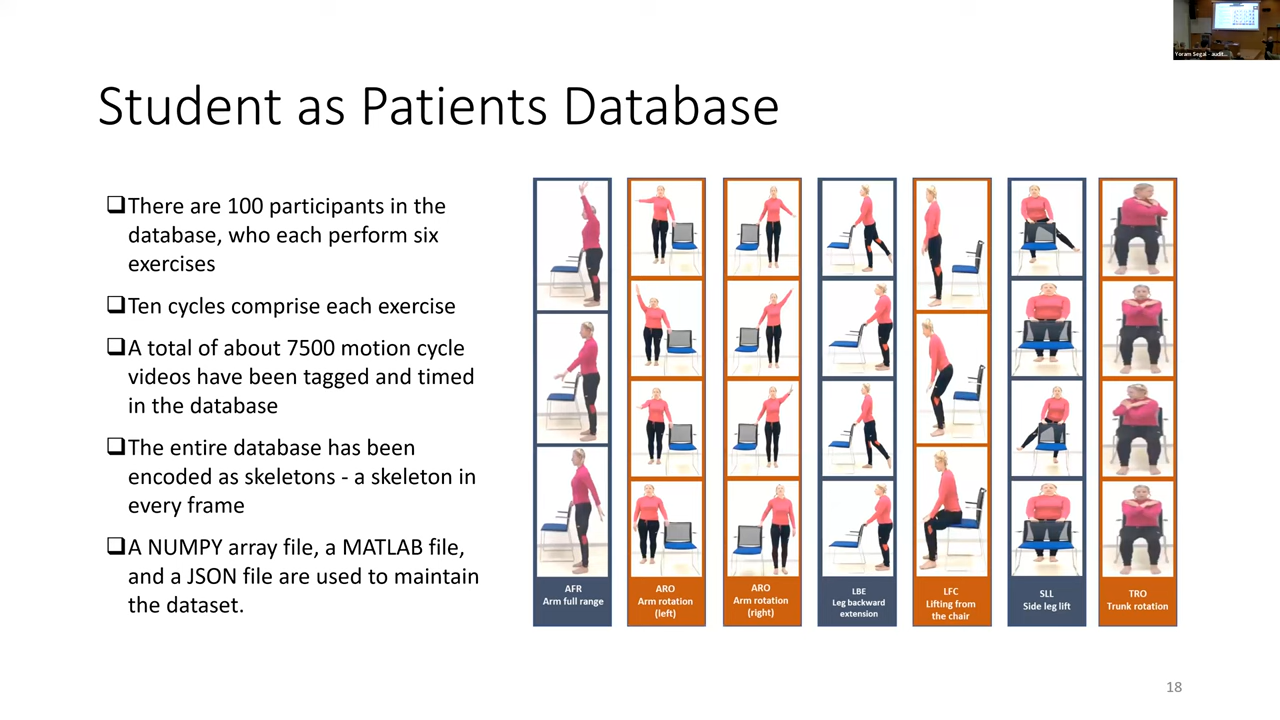 Yoram Segal - audit...
Student as Patients Database
❑There are 100 participants in the
database, who each perform six
exercises
❑Ten cycles comprise each exercise
❑A total of about 7500 motion cycle
videos have been tagged and timed
in the database
❑The entire database has been
encoded as skeletons - a skeleton in
every frame
❑A NUMPY array file, a MATLAB file,
and a JSON file are used to maintain
the dataset.
AFR
Arm full range
ARO
Arm rotation
(left)
ARO
Arm rotation
(right)
LBE
Leg backward
extension
LFC
Lifting from
the chair
SLL
Side leg lift
TRO
Trunk rotation
18